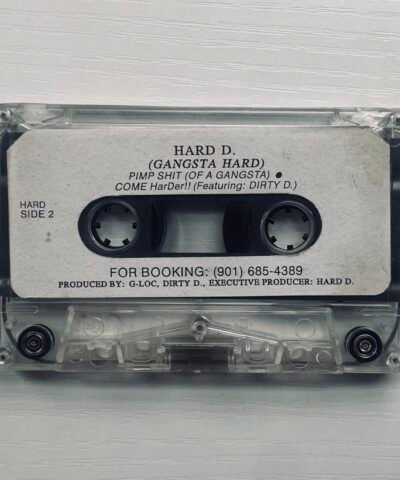 HARD D.
(GANGSTA HARD)
PIMP SHIT (OF A GANGSTA) ●
COME HarDer!! (Featuring: DIRTY D.)
HARD
SIDE 2
FOR BOOKING: (901) 685-4389
PRODUCED BY: G-LOC, DIRTY D., EXECUTIVE PRODUCER: HARD D.